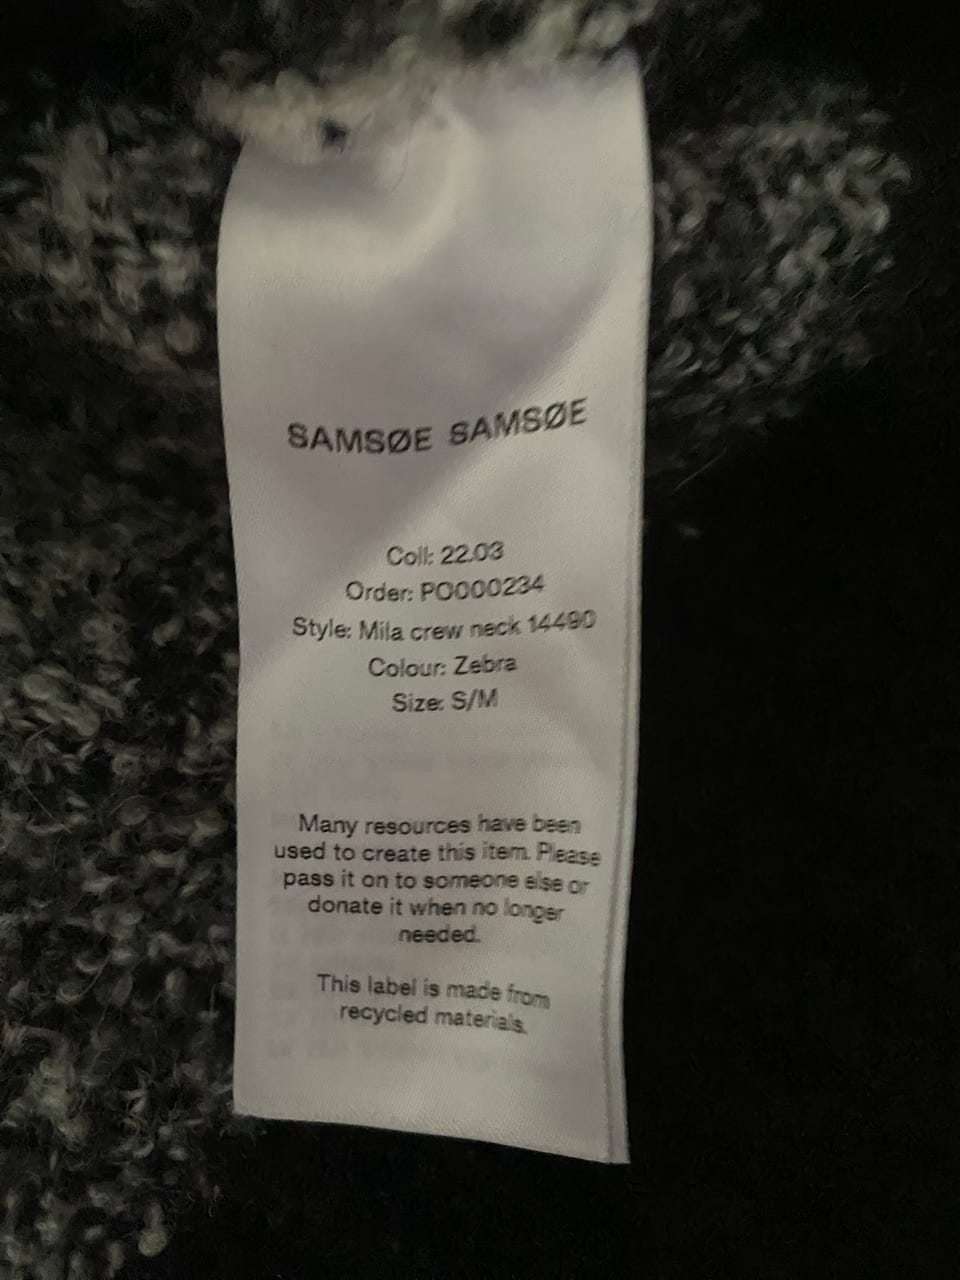 SAMSØE SAMSØE
Coll: 22.03
Order: PO000234
Style: Mila crew neck 14490
Colour: Zebra
Size: S/M
Many resources have been
used to create this item. Please
pass it on to someone else or
donate it when no longer
needed.
This label is made from
recycled materials.